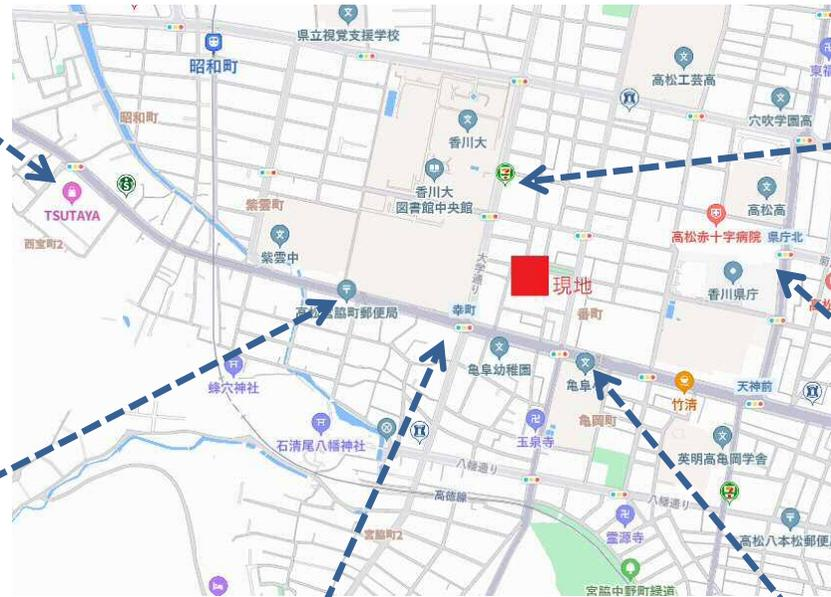 県立視覚支援学校
昭和町
高松工芸高
昭和町
香川大
穴吹学園高
香川大
図書館中央館
TSUTAYA
紫雲町
高松高
高松赤十字病院
県庁北
西宝町2
紫雲中
大学通り
現地
香川県庁
高松宮脇町郵便局
幸町
番町
亀阜幼稚園
亀阜小
天神前
竹清
蜂穴神社
亀岡町
石清尾八幡神社
玉泉寺
英明高亀岡学舎
八幡通り
高徳線
八幡通り
宮脇町2
霊源寺
高松八本松郵便
宮脇中野町緑道